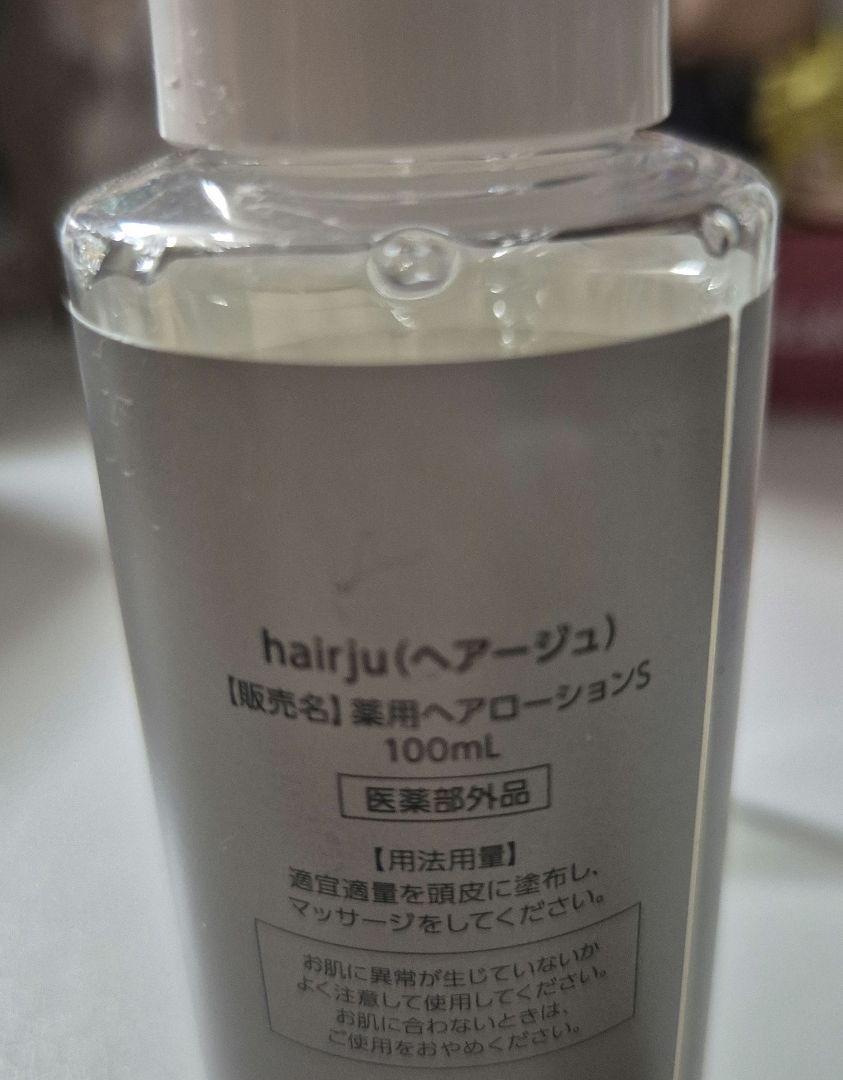 hairju(ヘアージュ)
【販売名】薬用ヘアローションS
100mL
医薬部外品
【用法用量】
適宜適量を頭皮に塗布し、
マッサージをしてください。
お肌に異常が生じていないか
よく注意して使用してください。
お肌に合わないときは、
ご使用をおやめください。